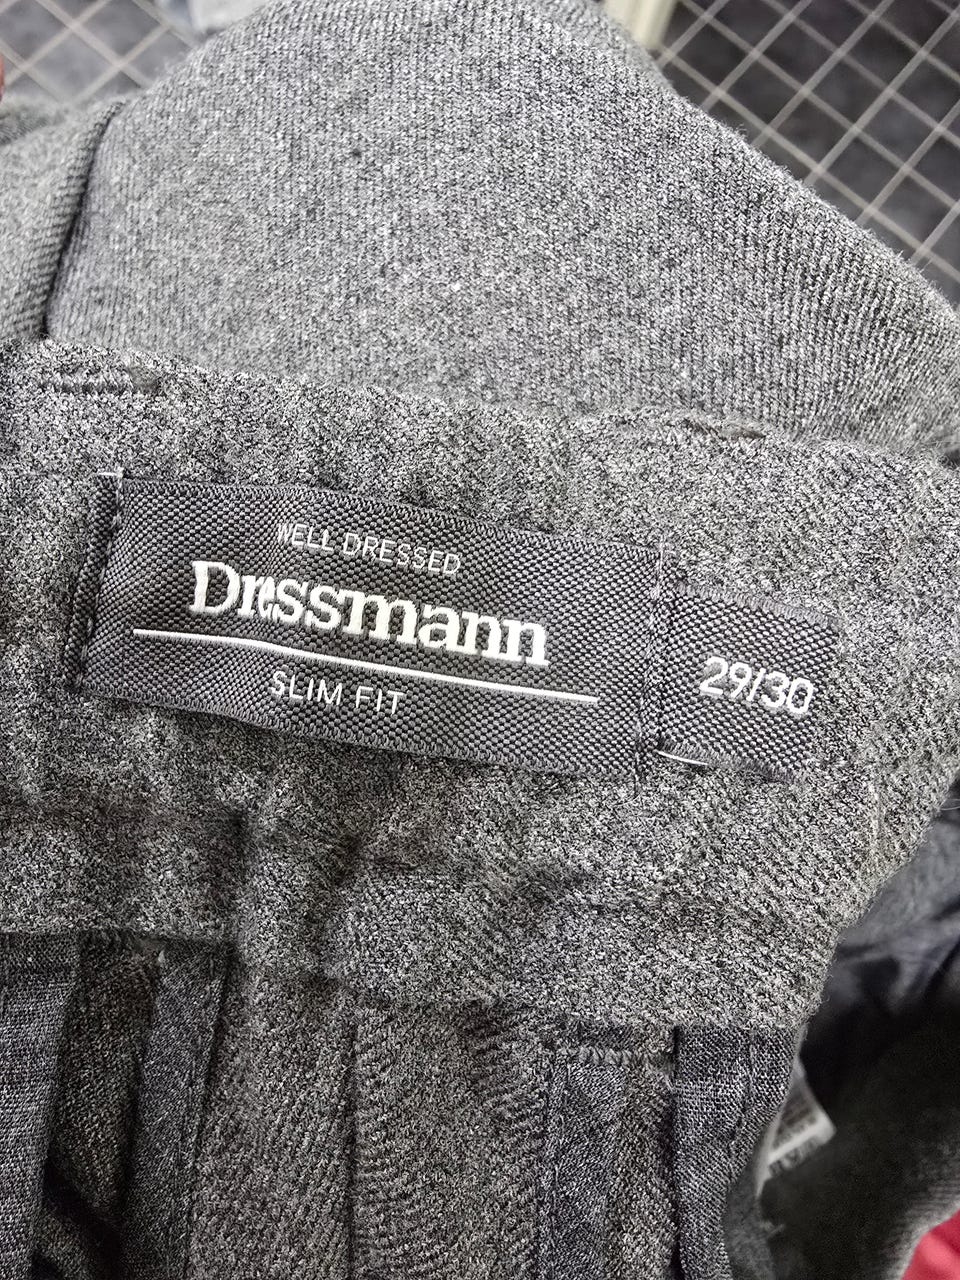 WELL DRESSED
Dressmann
SLIM FIT
29/30